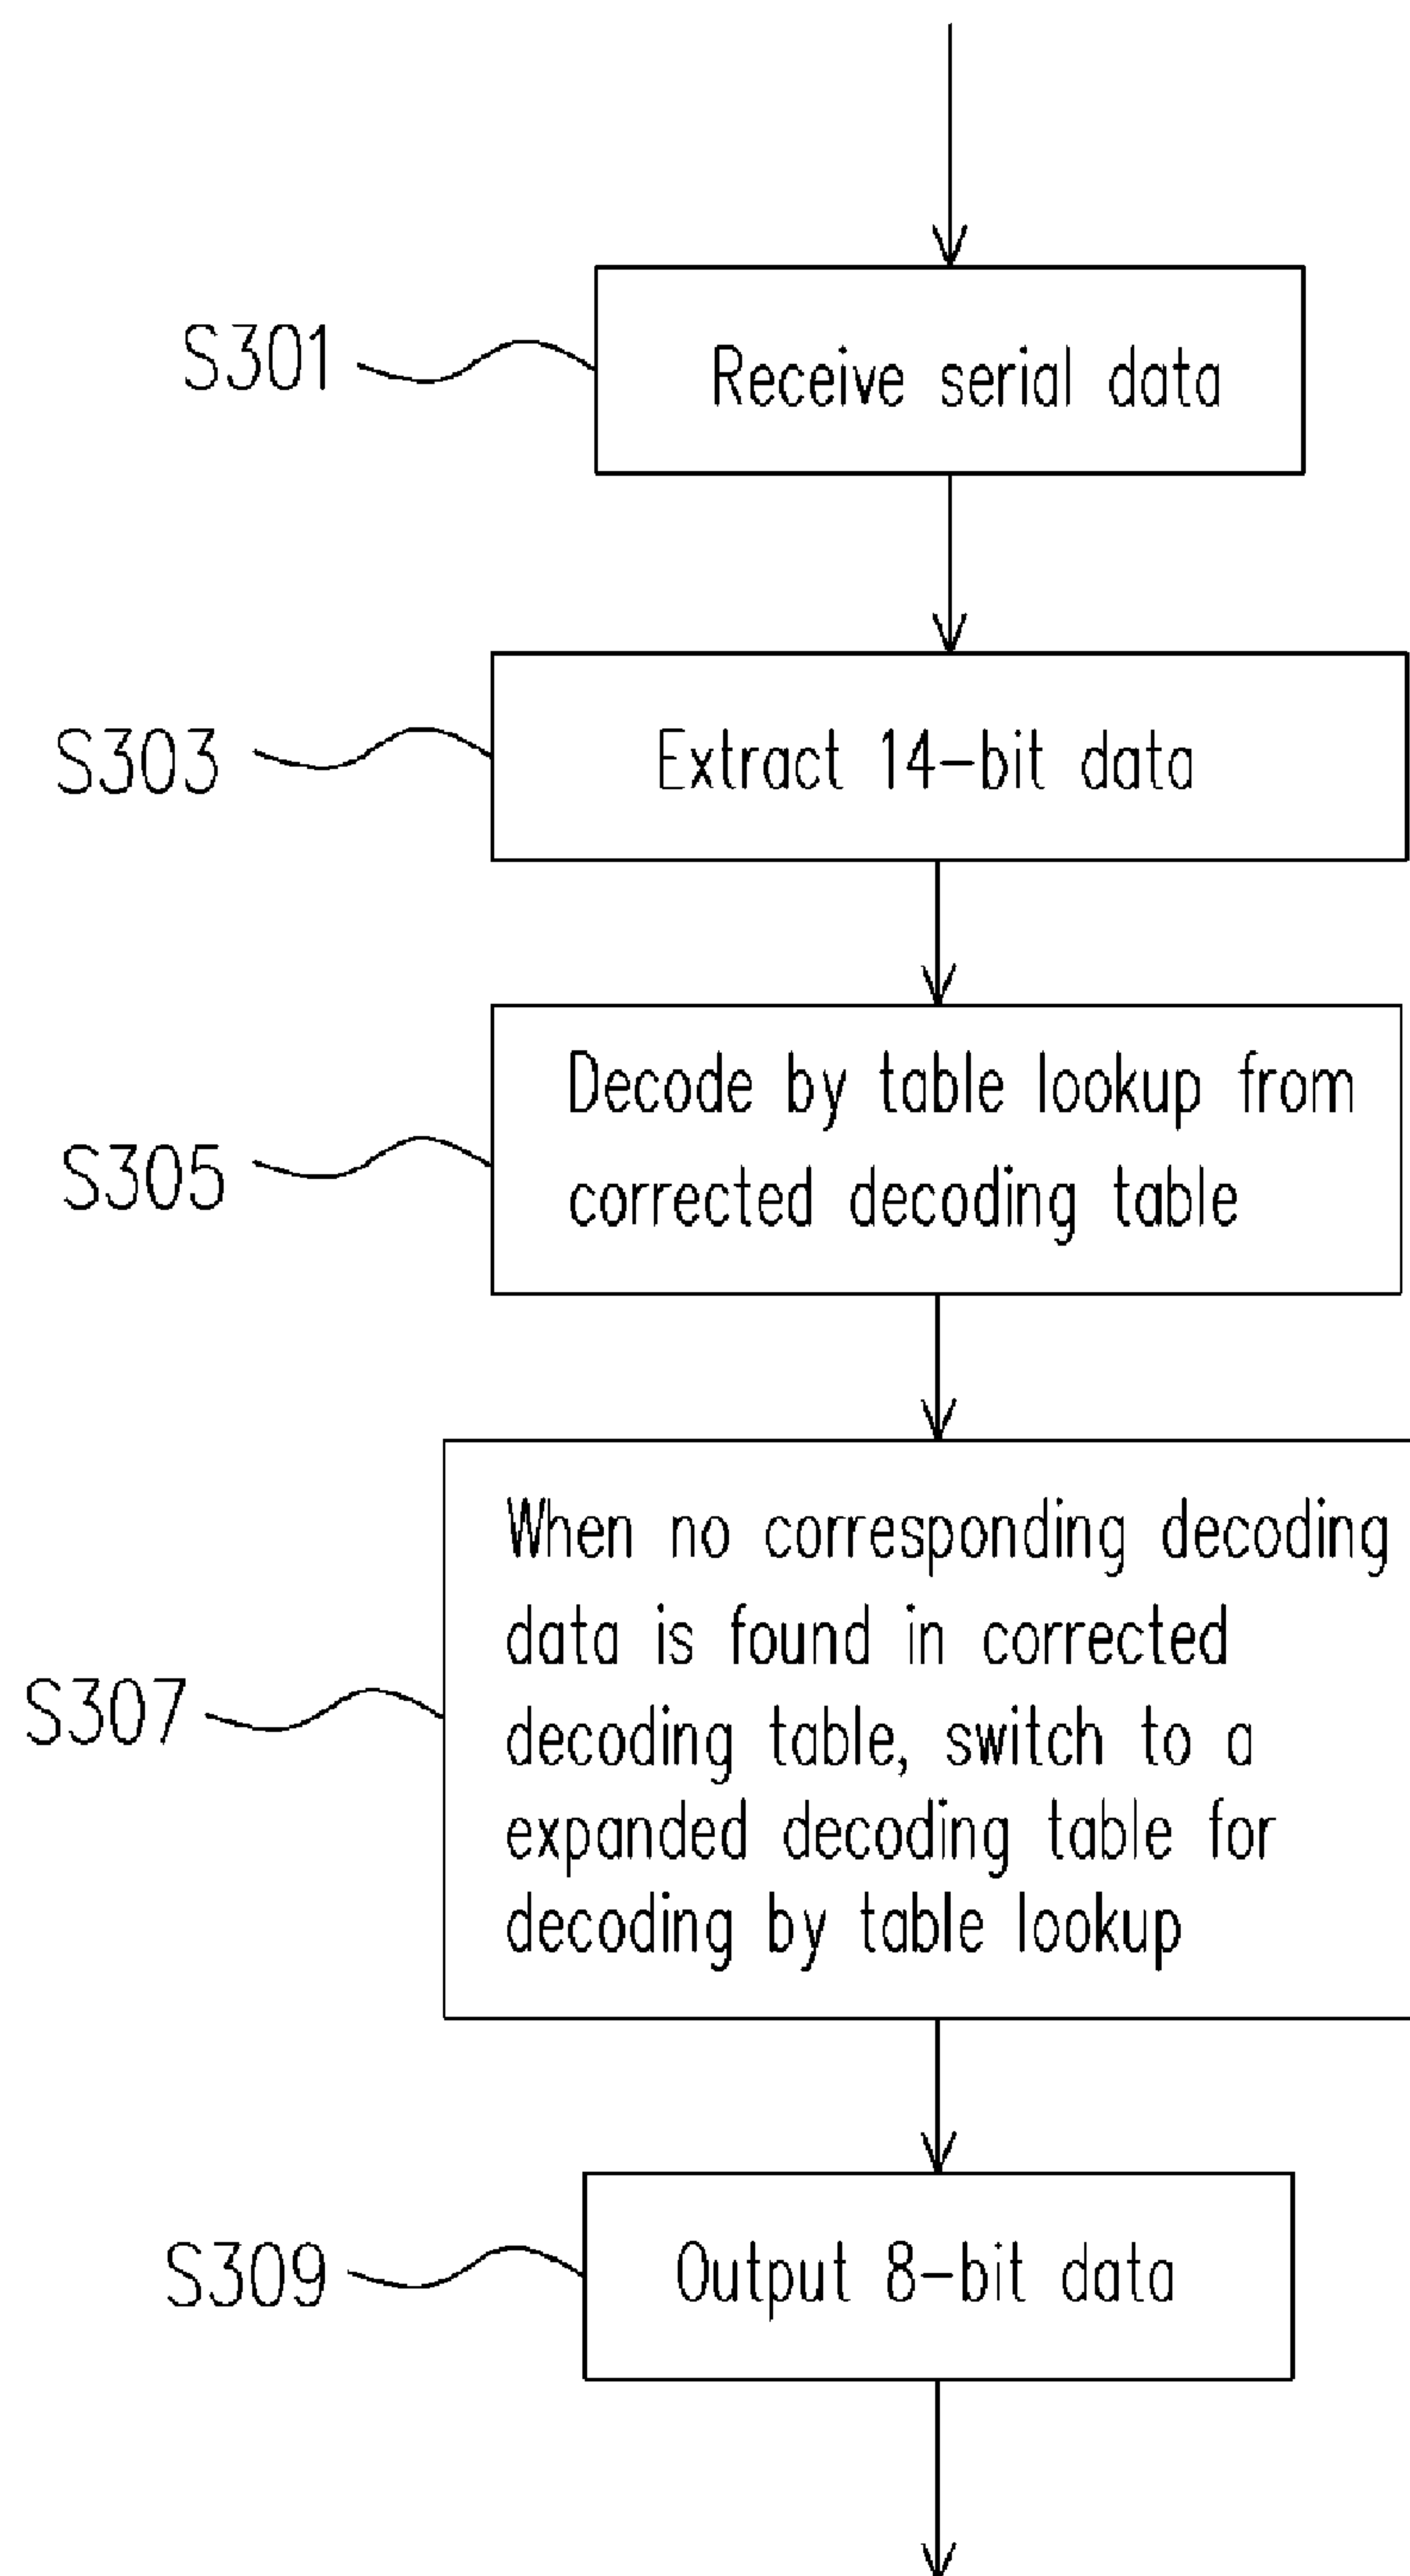 S301
Receive serial data
S303
Extract 14-bit data
S305
Decode by table lookup from
corrected decoding table
S307
When no corresponding decoding
data is found in corrected
decoding table, switch to a
expanded decoding table for
decoding by table lookup
S309
Output 8-bit data